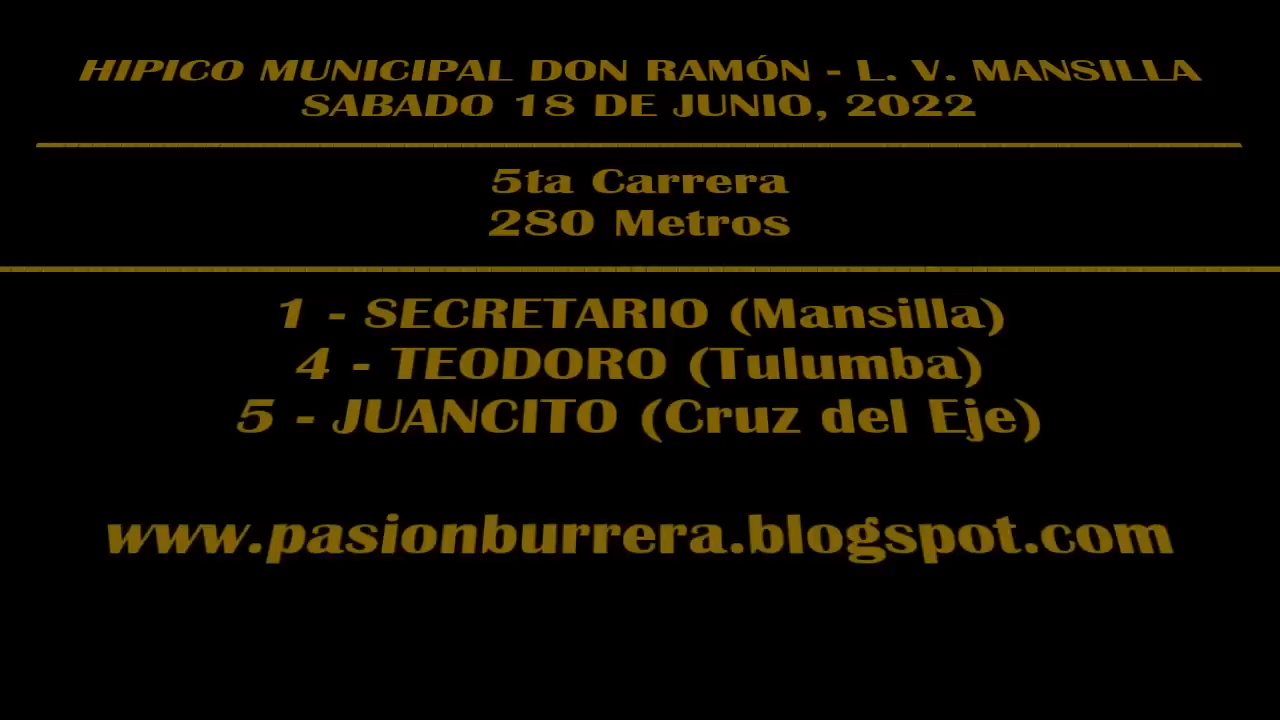 HIPICO MUNICIPAL DON RAMÓN - L. V. MANSILLA
SABADO 18 DE JUNIO, 2022
5ta Carrera
280 Metros
1 - SECRETARIO (Mansilla)
4 - TEODORO (Tulumba)
5 - JUANCITO (Cruz del Eje)
www.pasionburrera.blogspot.com